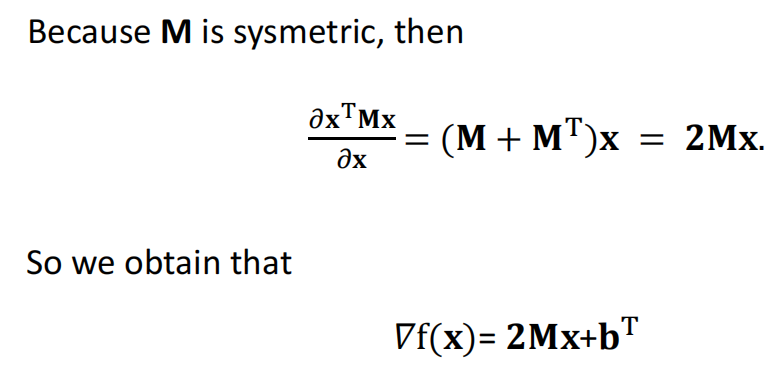 Because M is sysmetric, then
∂xᵀMx/∂x = (M + Mᵀ)x = 2Mx.
So we obtain that
∇f(x)= 2Mx+bᵀ